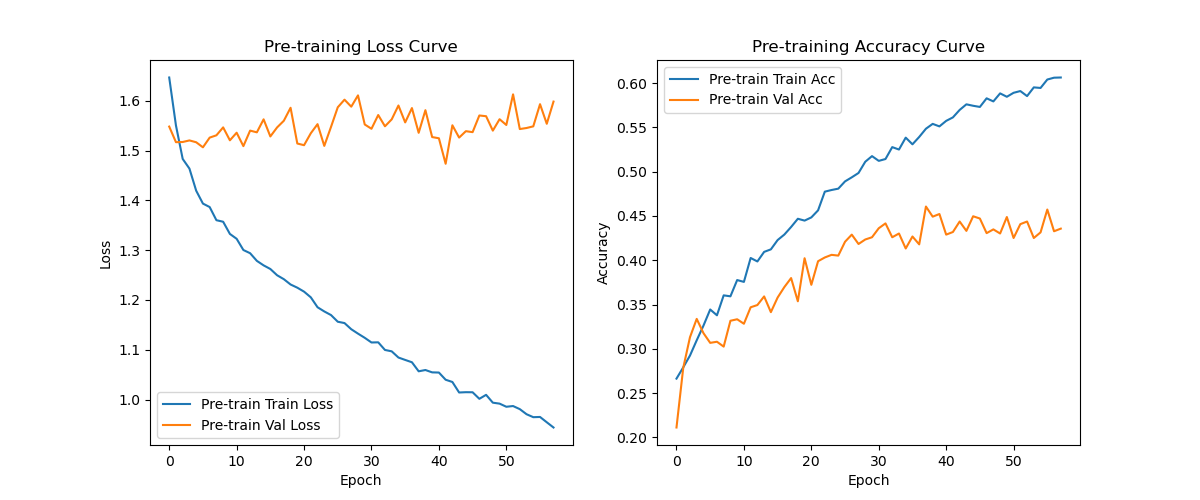 Pre-training Loss Curve
1.6
1.5
1.4
1.3
1.2
1.1
1.0
Loss
Pre-train Train Loss
Pre-train Val Loss
0 10 20 30 40 50
Epoch
Pre-training Accuracy Curve
Pre-train Train Acc
Pre-train Val Acc
0.60
0.55
0.50
0.45
0.40
0.35
0.30
0.25
0.20
Accuracy
0 10 20 30 40 50
Epoch